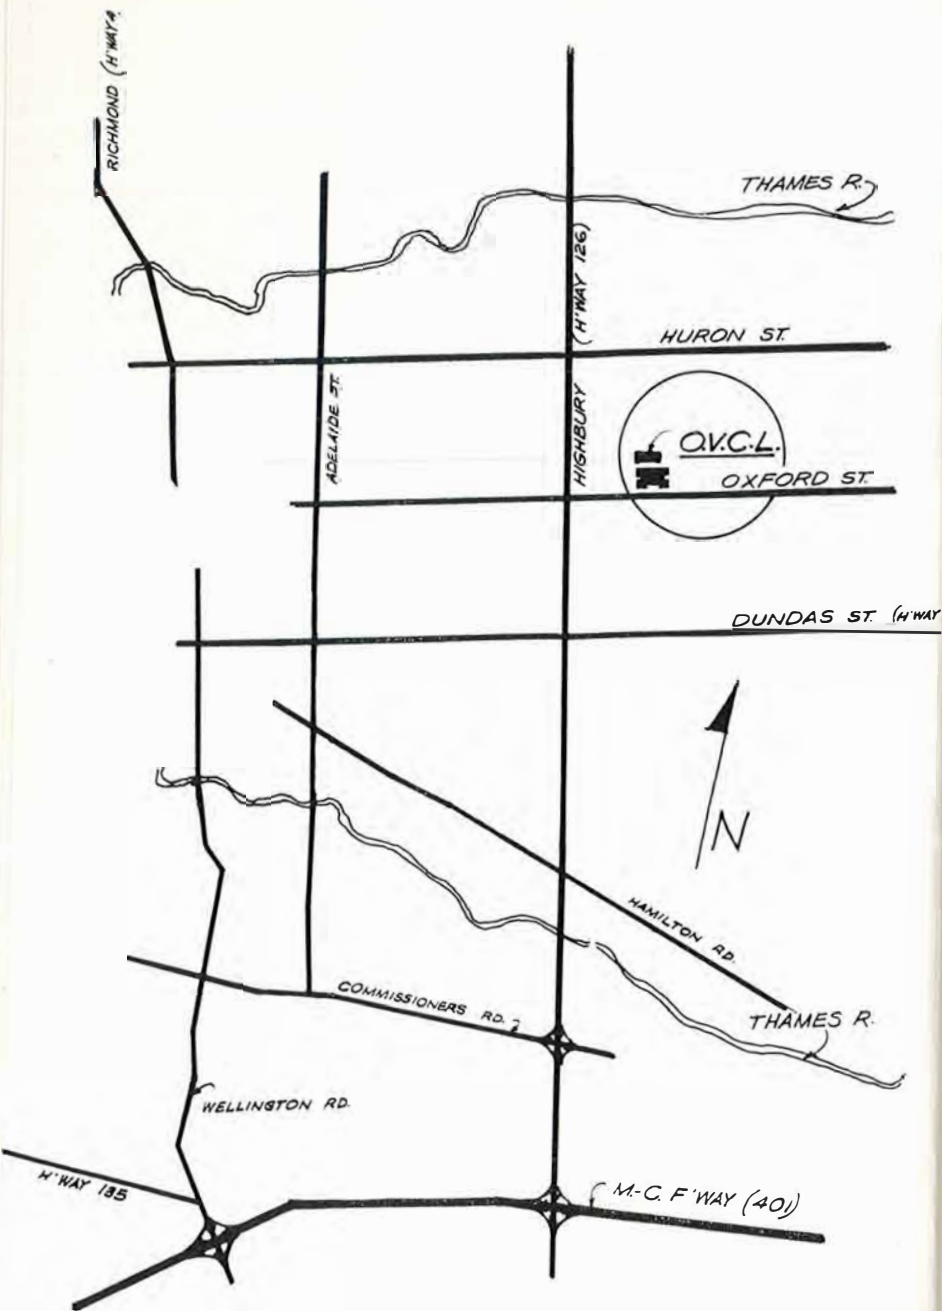 RICHMOND (H'WAY 4
THAMES R.
(H'WAY 126)
HURON ST.
ADELAIDE ST.
HIGHBURY
O.V.C.L.
OXFORD ST.
DUNDAS ST. (H'WAY
N
HAMILTON RD.
COMMISSIONERS RD.
THAMES R.
WELLINGTON RD.
H'WAY 135
M.-C. F'WAY (401)